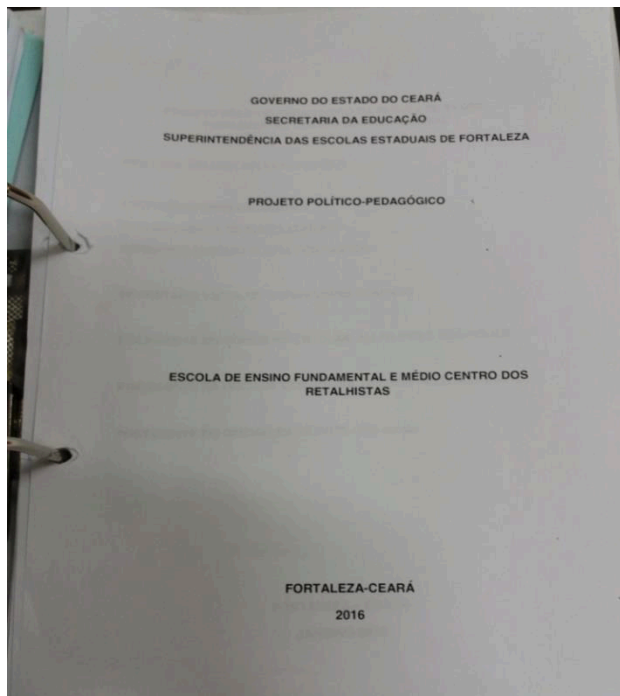 GOVERNO DO ESTADO DO CEARÁ
SECRETARIA DA EDUCAÇÃO
SUPERINTENDÊNCIA DAS ESCOLAS ESTADUAIS DE FORTALEZA
PROJETO POLÍTICO-PEDAGÓGICO
ESCOLA DE ENSINO FUNDAMENTAL E MÉDIO CENTRO DOS
RETALHISTAS
FORTALEZA-CEARÁ
2016